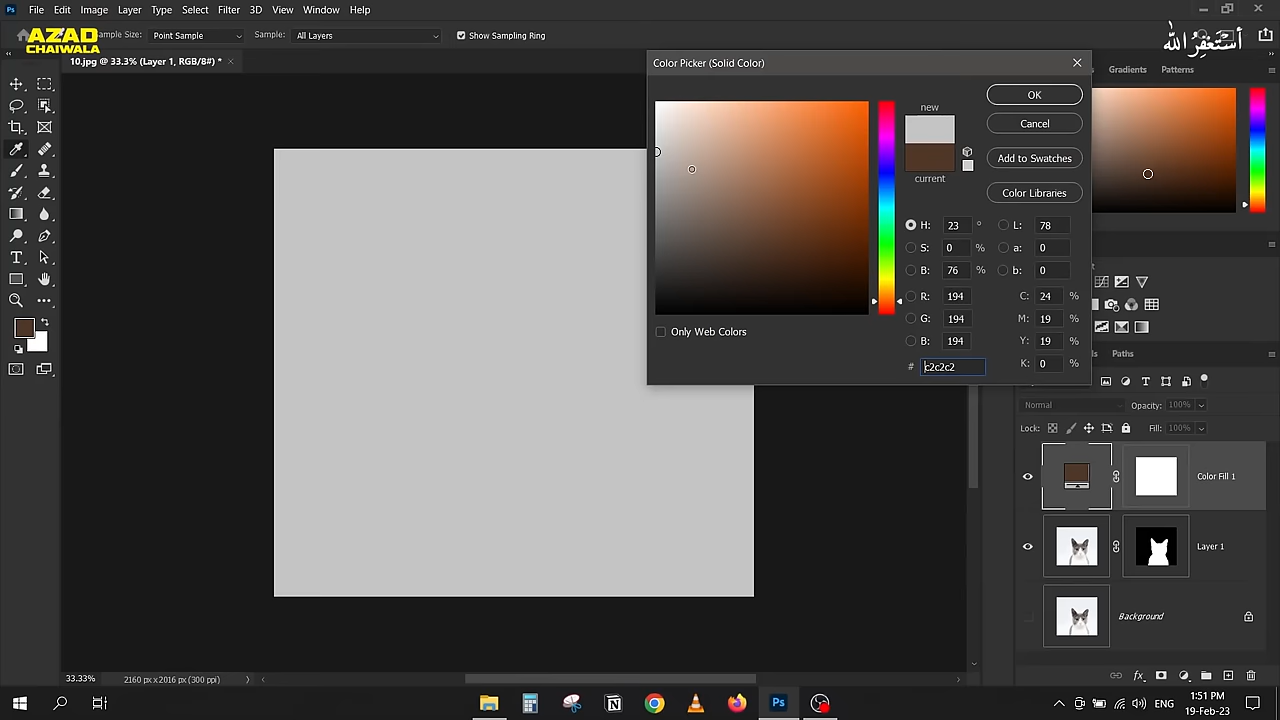 Ps File Edit Image Layer Type Select Filter 3D View Window Help
AZAD
CHAIWALA
Sample Size: Point Sample Sample: All Layers Show Sampling Ring
أستغفر الله
10.jpg @ 33.3% (Layer 1, RGB/8#) *
Color Picker (Solid Color)
Gradients Patterns
new
OK
Cancel
Add to Swatches
current
Color Libraries
H: 23 ° L: 78
S: 0 % a: 0
B: 76 % b: 0
R: 194 C: 24 %
G: 194 M: 19 %
B: 194 Y: 19 %
# c2c2c2 K: 0 %
Only Web Colors
Paths
Normal Opacity: 100%
Lock: Fill: 100%
Color Fill 1
Layer 1
Background
33.33% 2160 px x 2016 px (300 ppi)
Ps
ENG
1:51 PM
19-Feb-23